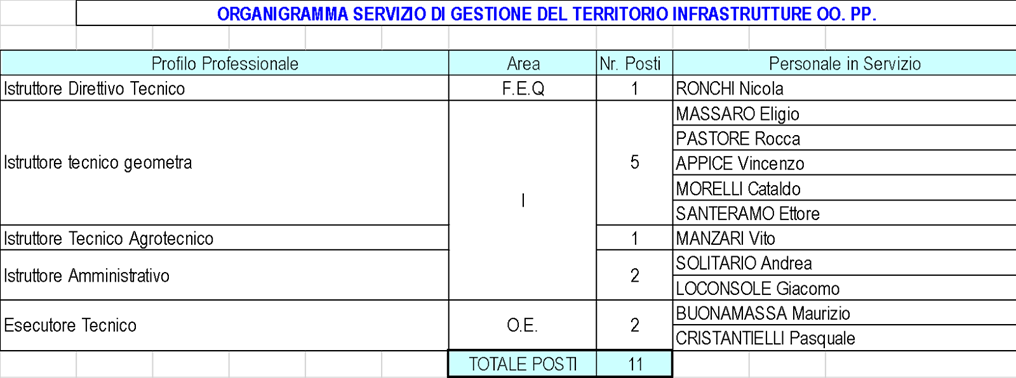 ORGANIGRAMMA SERVIZIO DI GESTIONE DEL TERRITORIO INFRASTRUTTURE OO. PP.
Profilo Professionale Area Nr. Posti Personale in Servizio
Istruttore Direttivo Tecnico F.E.Q 1 RONCHI Nicola
Istruttore tecnico geometra I 5 MASSARO Eligio
PASTORE Rocca
APPICE Vincenzo
MORELLI Cataldo
SANTERAMO Ettore
Istruttore Tecnico Agrotecnico 1 MANZARI Vito
Istruttore Amministrativo 2 SOLITARIO Andrea
LOCONSOLE Giacomo
Esecutore Tecnico O.E. 2 BUONAMASSA Maurizio
CRISTANTIELLI Pasquale
TOTALE POSTI 11